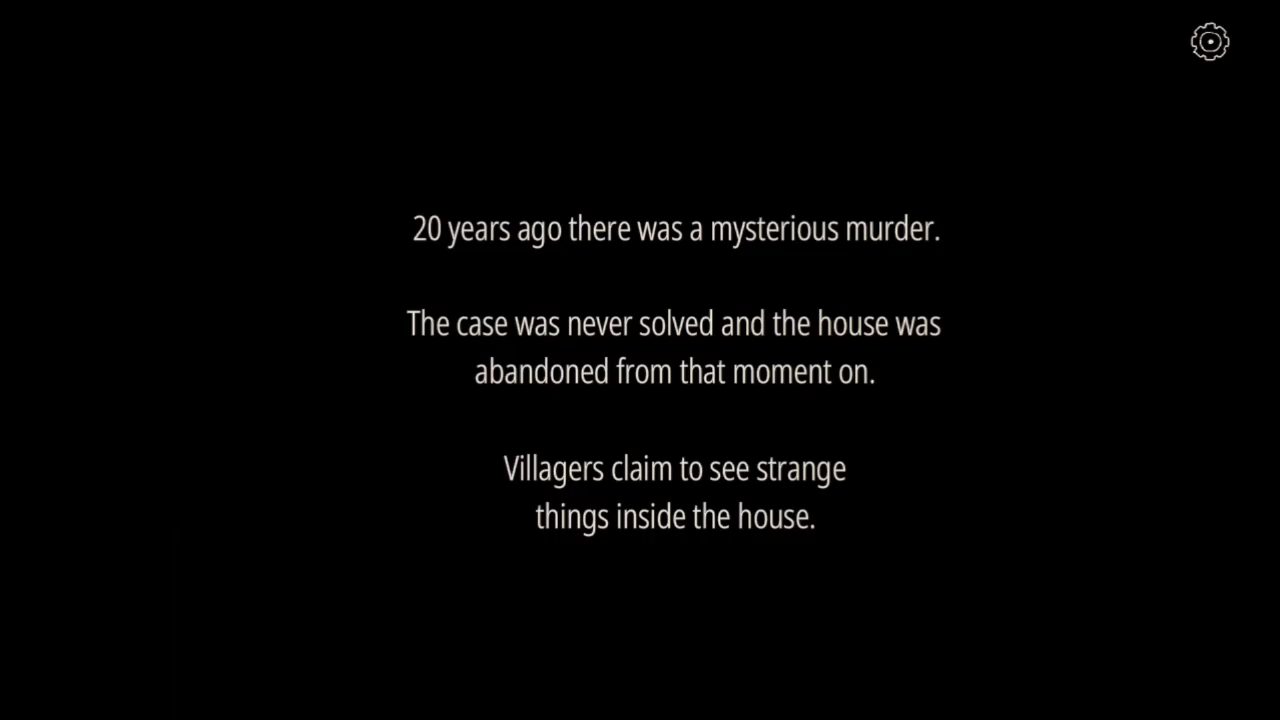 20 years ago there was a mysterious murder.
The case was never solved and the house was
abandoned from that moment on.
Villagers claim to see strange
things inside the house.